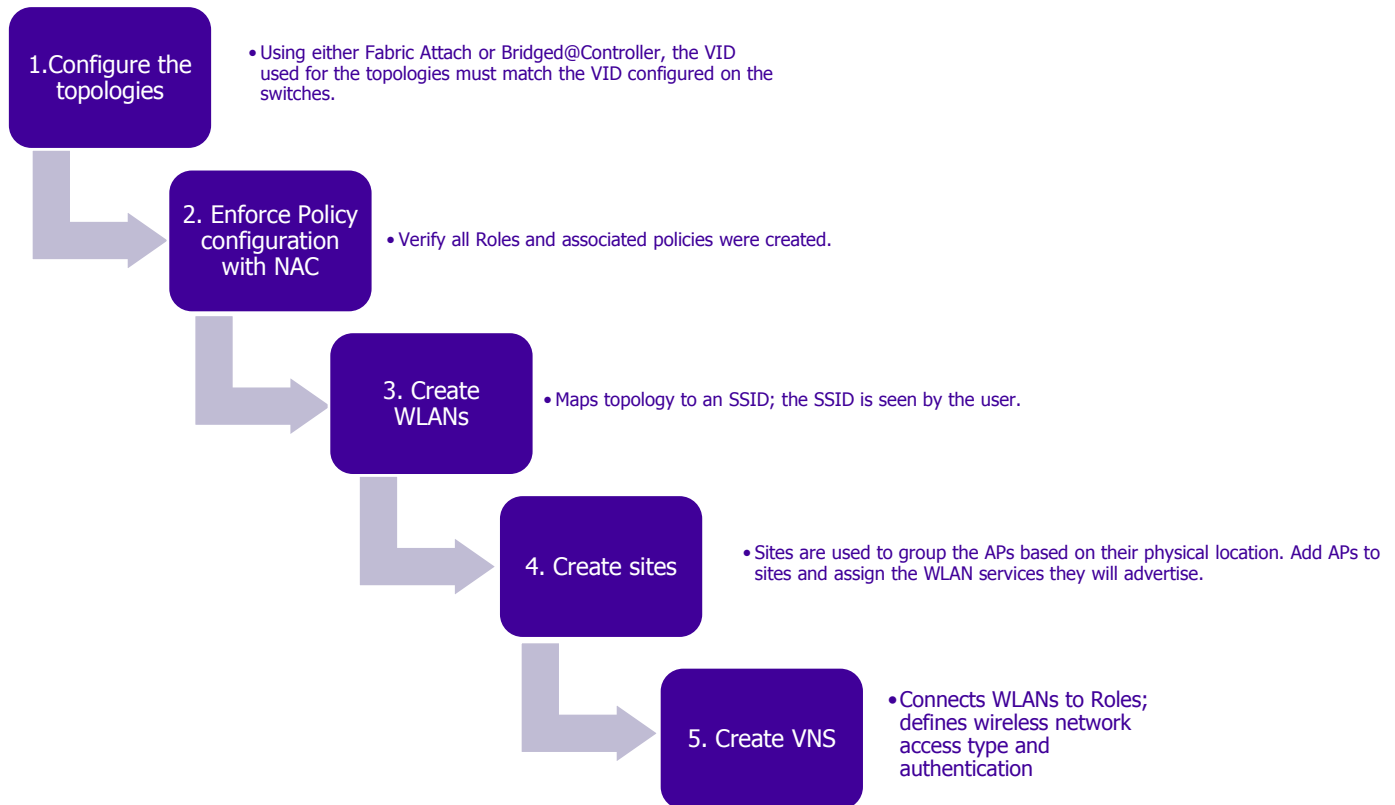 1.Configure the
topologies
• Using either Fabric Attach or Bridged@Controller, the VID
used for the topologies must match the VID configured on the
switches.
2. Enforce Policy
configuration
with NAC
• Verify all Roles and associated policies were created.
3. Create
WLANs
• Maps topology to an SSID; the SSID is seen by the user.
4. Create sites
• Sites are used to group the APs based on their physical location. Add APs to
sites and assign the WLAN services they will advertise.
5. Create VNS
• Connects WLANs to Roles;
defines wireless network
access type and
authentication